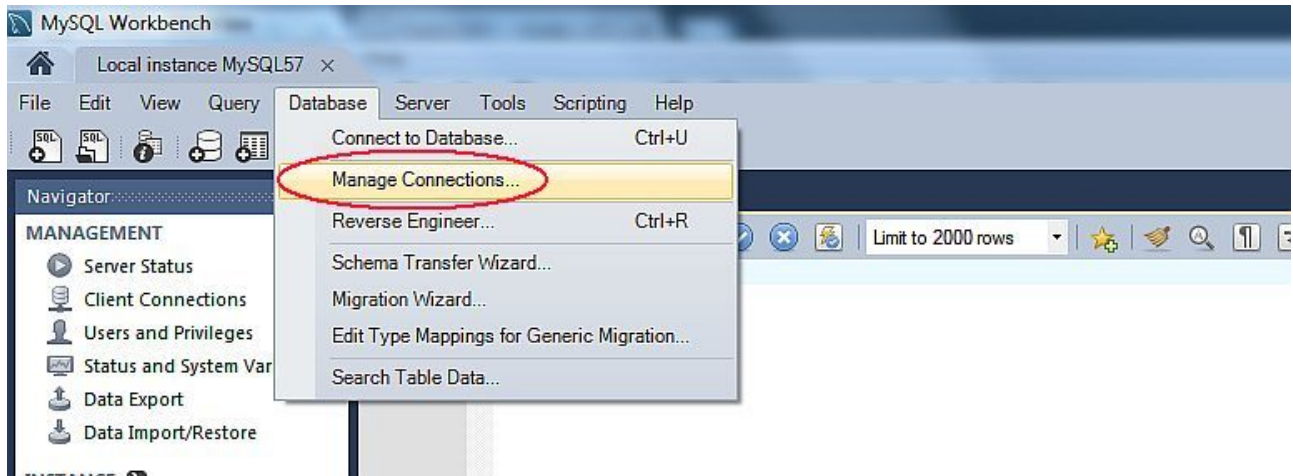 MySQL Workbench
Local instance MySQL57 ×
File Edit View Query Database Server Tools Scripting Help
SQL SQL
Connect to Database... Ctrl+U
Manage Connections...
Reverse Engineer... Ctrl+R
Schema Transfer Wizard...
Migration Wizard...
Edit Type Mappings for Generic Migration...
Search Table Data...
Limit to 2000 rows
Navigator
MANAGEMENT
Server Status
Client Connections
Users and Privileges
Status and System Var
Data Export
Data Import/Restore